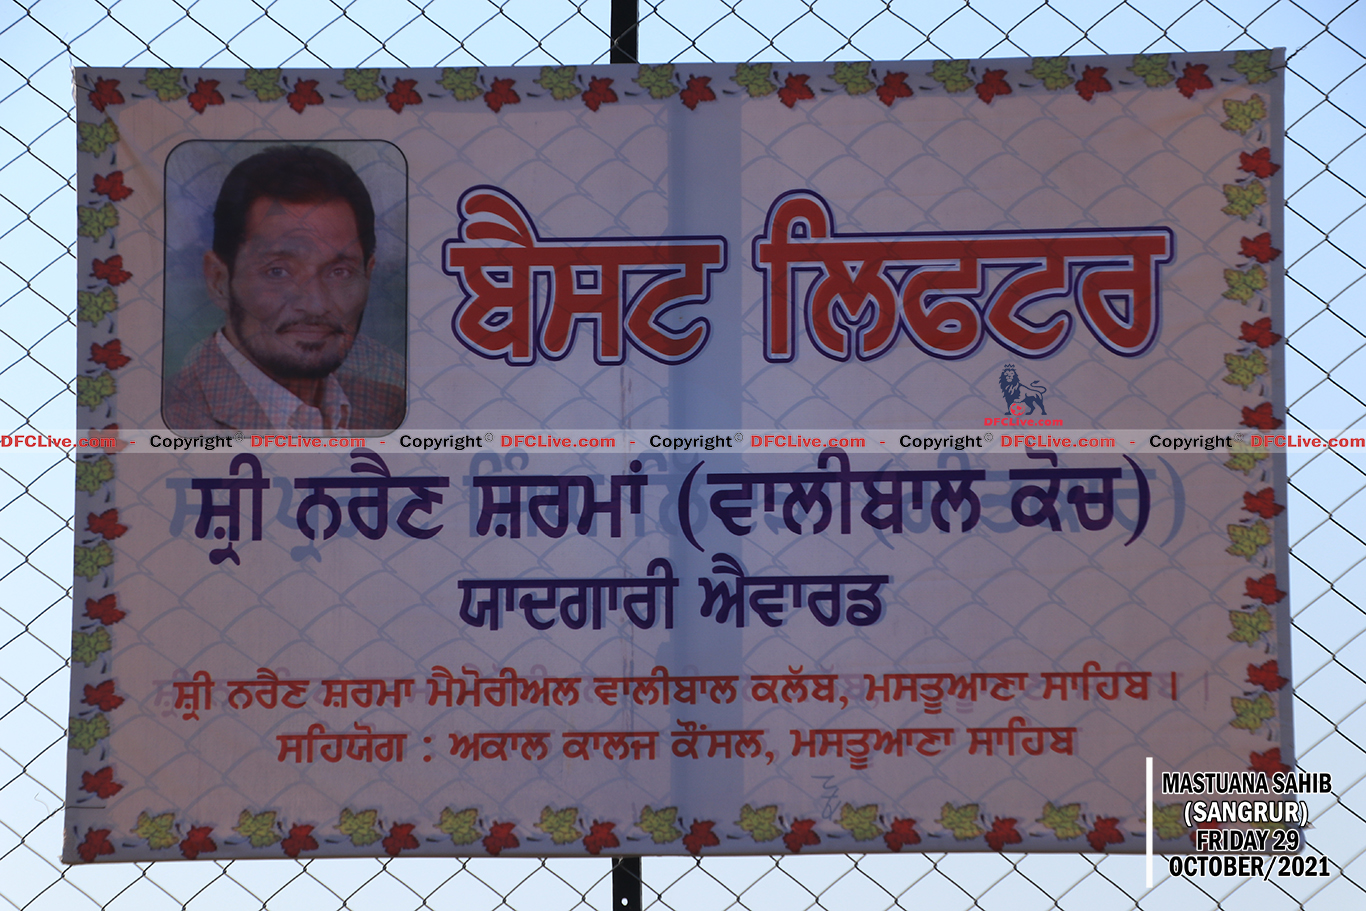 ਬੈਸਟ ਲਿਫਟਰ
DFCLive.com
DFCLive.com - Copyright© DFCLive.com - Copyright© DFCLive.com - Copyright© DFCLive.com - Copyright© DFCLive.com - Copyright© DFCLive.com
ਸ਼੍ਰੀ ਨਰੈਣ ਸ਼ਰਮਾਂ (ਵਾਲੀਬਾਲ ਕੋਚ)
ਯਾਦਗਾਰੀ ਐਵਾਰਡ
ਸ਼੍ਰੀ ਨਰੈਣ ਸ਼ਰਮਾ ਮੈਮੋਰੀਅਲ ਵਾਲੀਬਾਲ ਕਲੱਬ, ਮਸਤੂਆਣਾ ਸਾਹਿਬ ।
ਸਹਿਯੋਗ : ਅਕਾਲ ਕਾਲਜ ਕੌਂਸਲ, ਮਸਤੂਆਣਾ ਸਾਹਿਬ
MASTUANA SAHIB
(SANGRUR)
FRIDAY 29
OCTOBER/2021